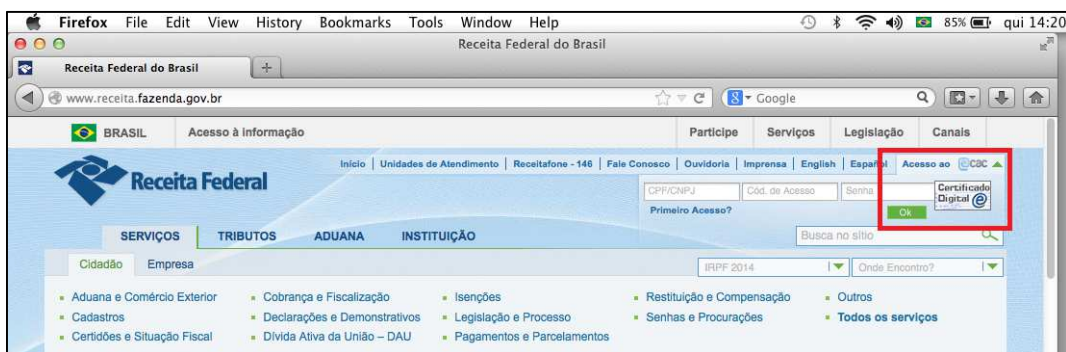 Firefox File Edit View History Bookmarks Tools Window Help 85% qui 14:20
Receita Federal do Brasil
Receita Federal do Brasil
www.receita.fazenda.gov.br Google
BRASIL Acesso à informação Participe Serviços Legislação Canais
Início | Unidades de Atendimento | Receitafone - 146 | Fale Conosco | Ouvidoria | Imprensa | English | Español Acesso ao eCAC
Receita Federal
CPF/CNPJ Cód. de Acesso Senha Certificado Digital
Primeiro Acesso? Ok
SERVIÇOS TRIBUTOS ADUANA INSTITUIÇÃO Busca no sítio
Cidadão Empresa IRPF 2014 Onde Encontro?
Aduana e Comércio Exterior Cobrança e Fiscalização Isenções Restituição e Compensação Outros
Cadastros Declarações e Demonstrativos Legislação e Processo Senhas e Procurações Todos os serviços
Certidões e Situação Fiscal Dívida Ativa da União – DAU Pagamentos e Parcelamentos